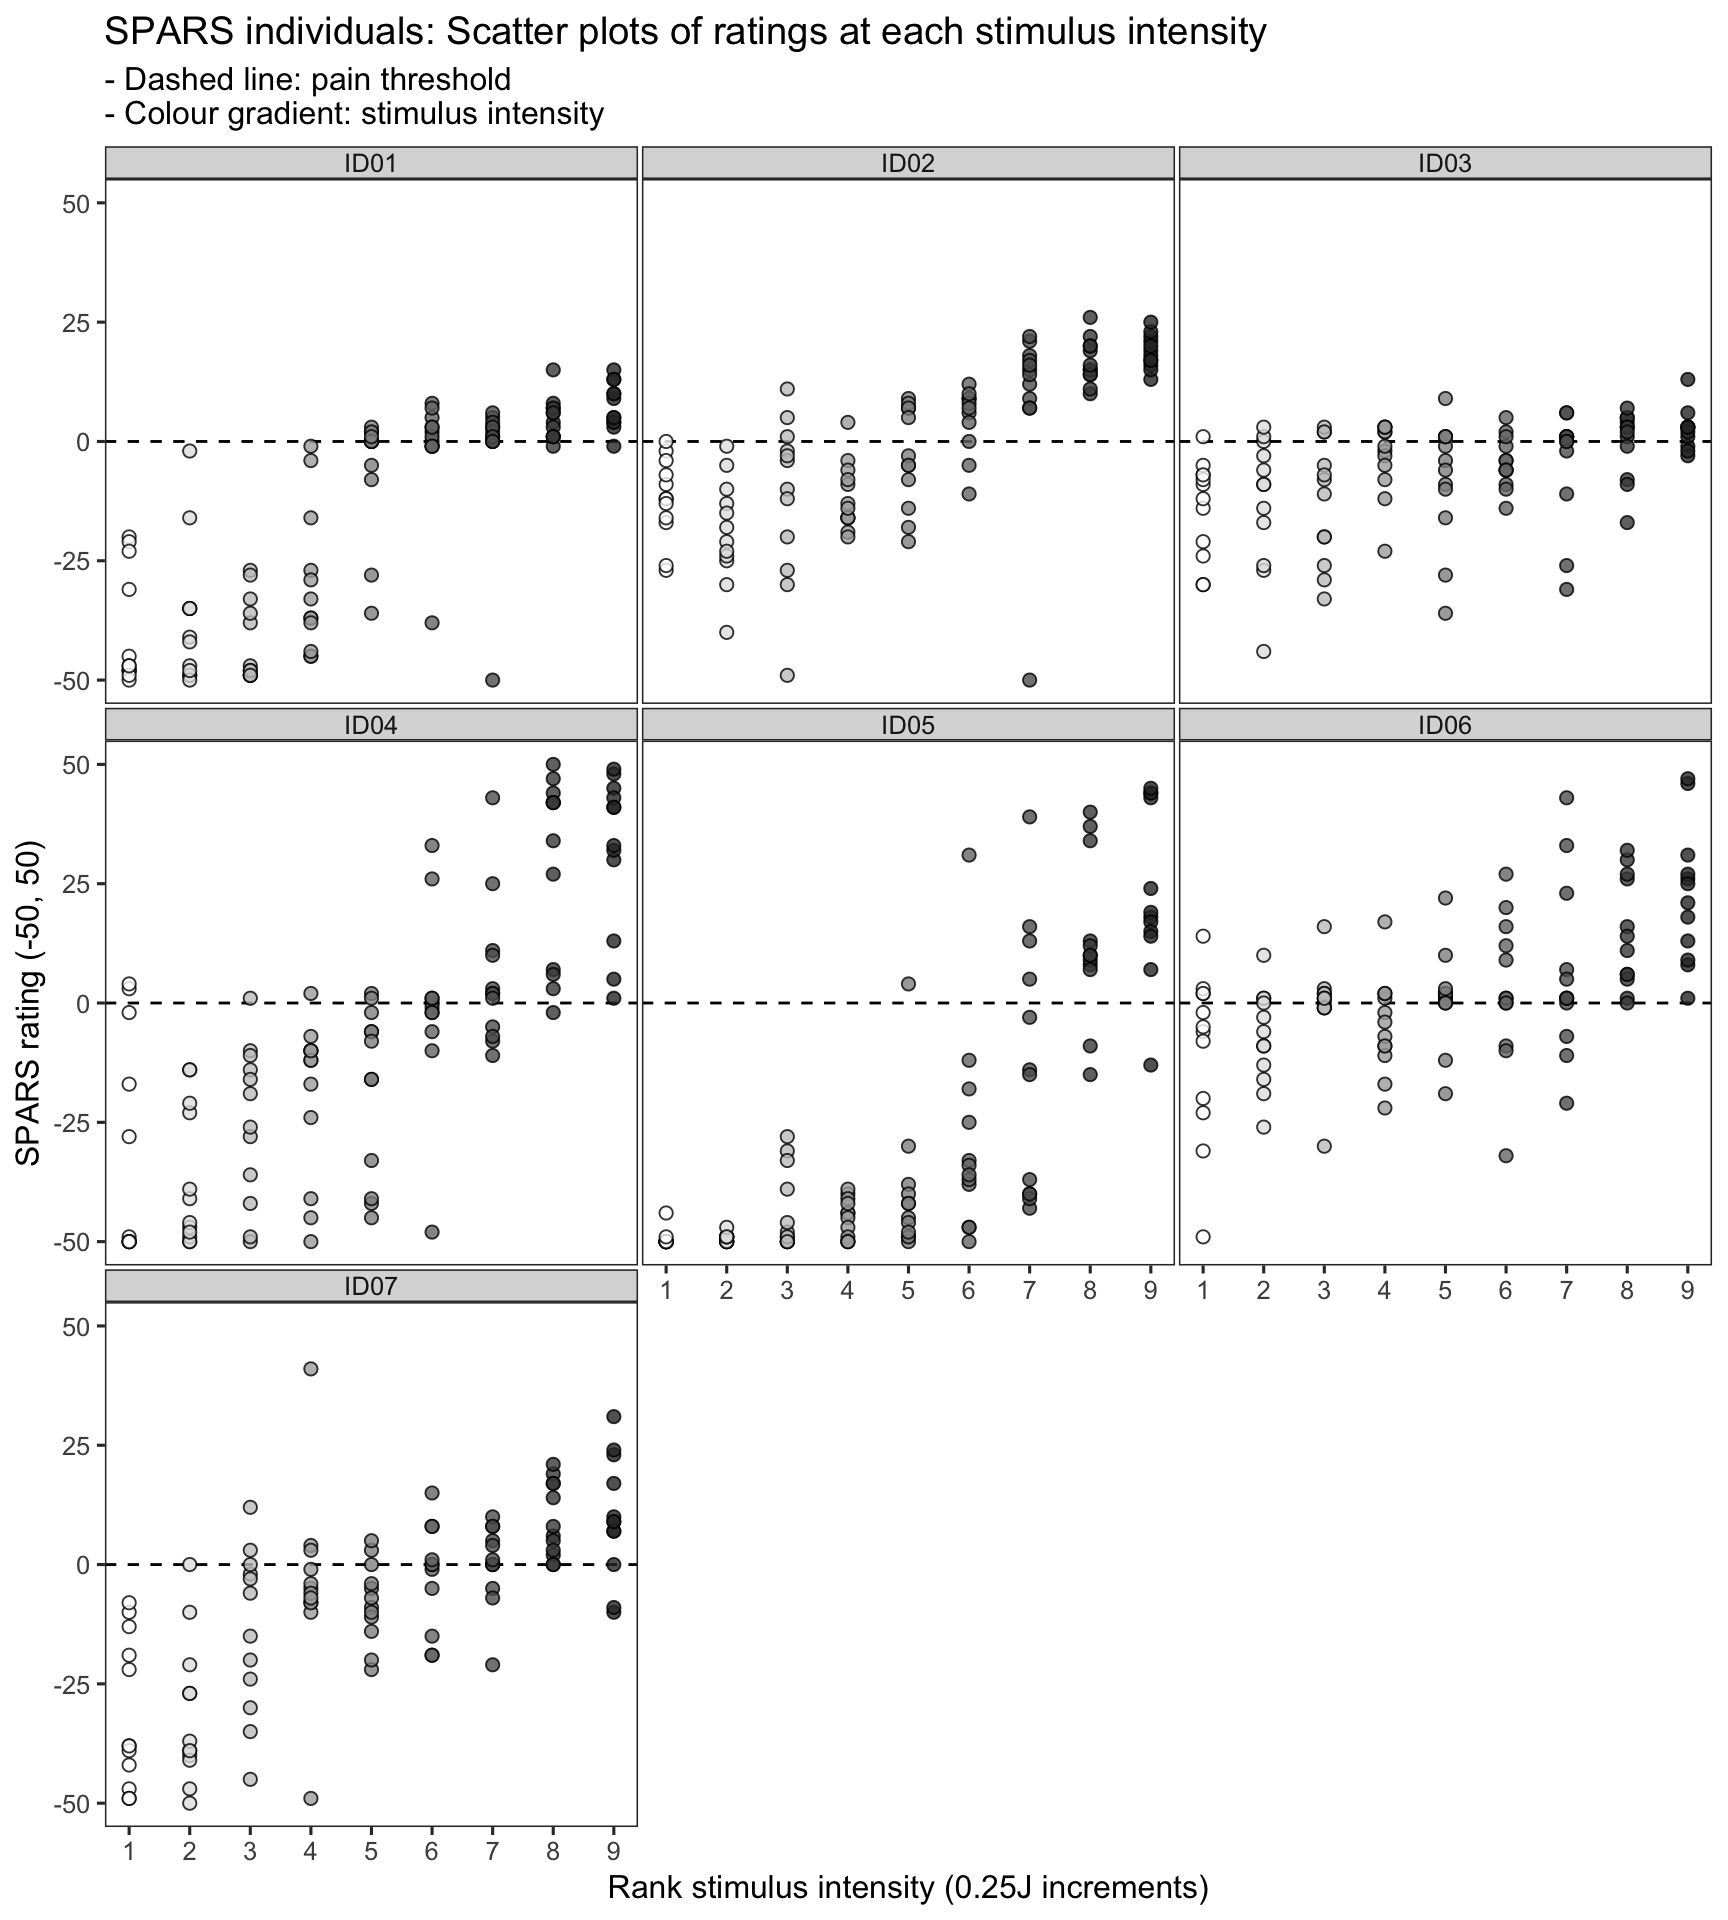 SPARS individuals: Scatter plots of ratings at each stimulus intensity
- Dashed line: pain threshold
- Colour gradient: stimulus intensity
ID01 ID02 ID03
50
25
0
-25
-50
ID04 ID05 ID06
50
25
0
-25
-50
1 2 3 4 5 6 7 8 9 1 2 3 4 5 6 7 8 9
ID07
50
25
0
-25
-50
1 2 3 4 5 6 7 8 9
SPARS rating (-50, 50)
Rank stimulus intensity (0.25J increments)